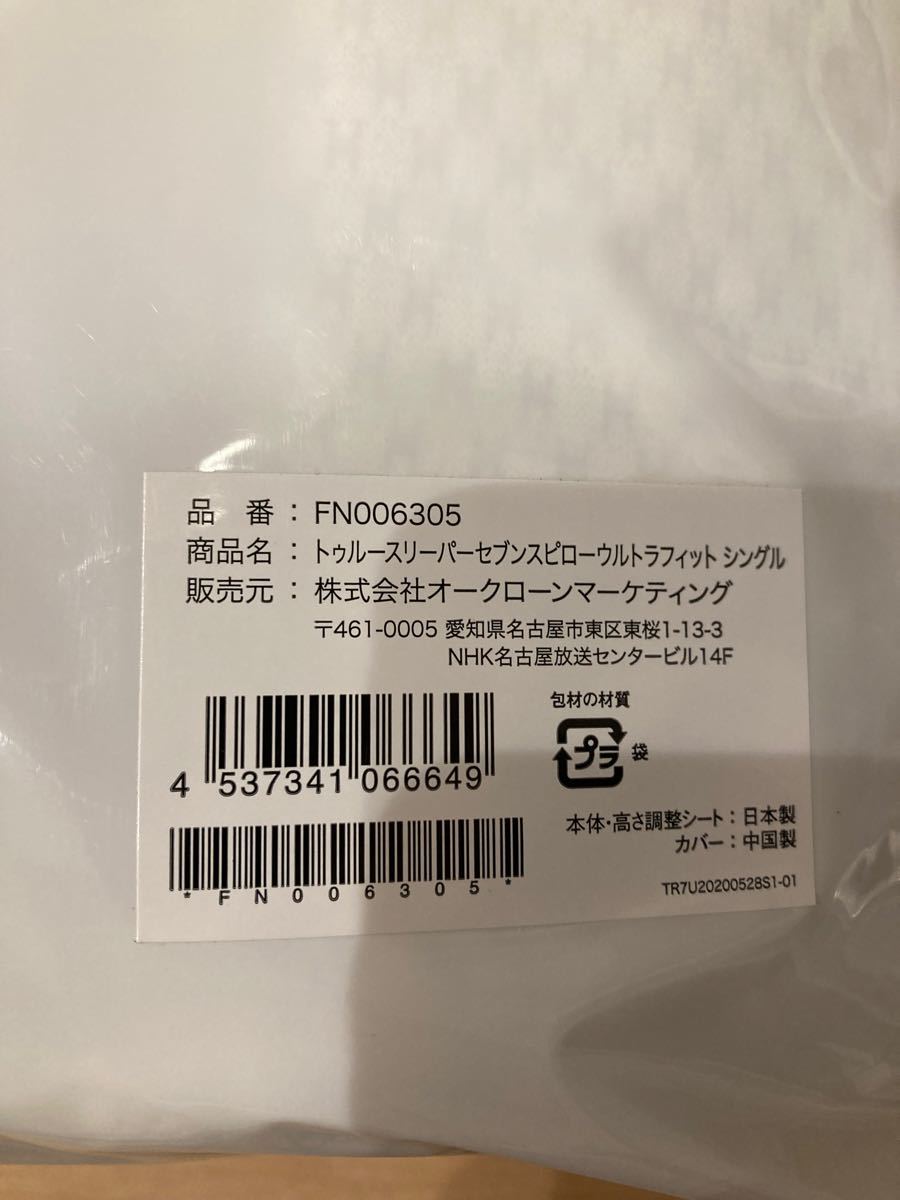 品 番 : FN006305
商品名 : トゥルースリーパーセブンスピローウルトラフィット シングル
販売元 : 株式会社オークローンマーケティング
〒461-0005 愛知県名古屋市東区東桜1-13-3
NHK名古屋放送センタービル14F
包材の材質
プラ 袋
4 537341 066649
本体・高さ調整シート：日本製
カバー：中国製
*FN006305*
TR7U20200528S1-01